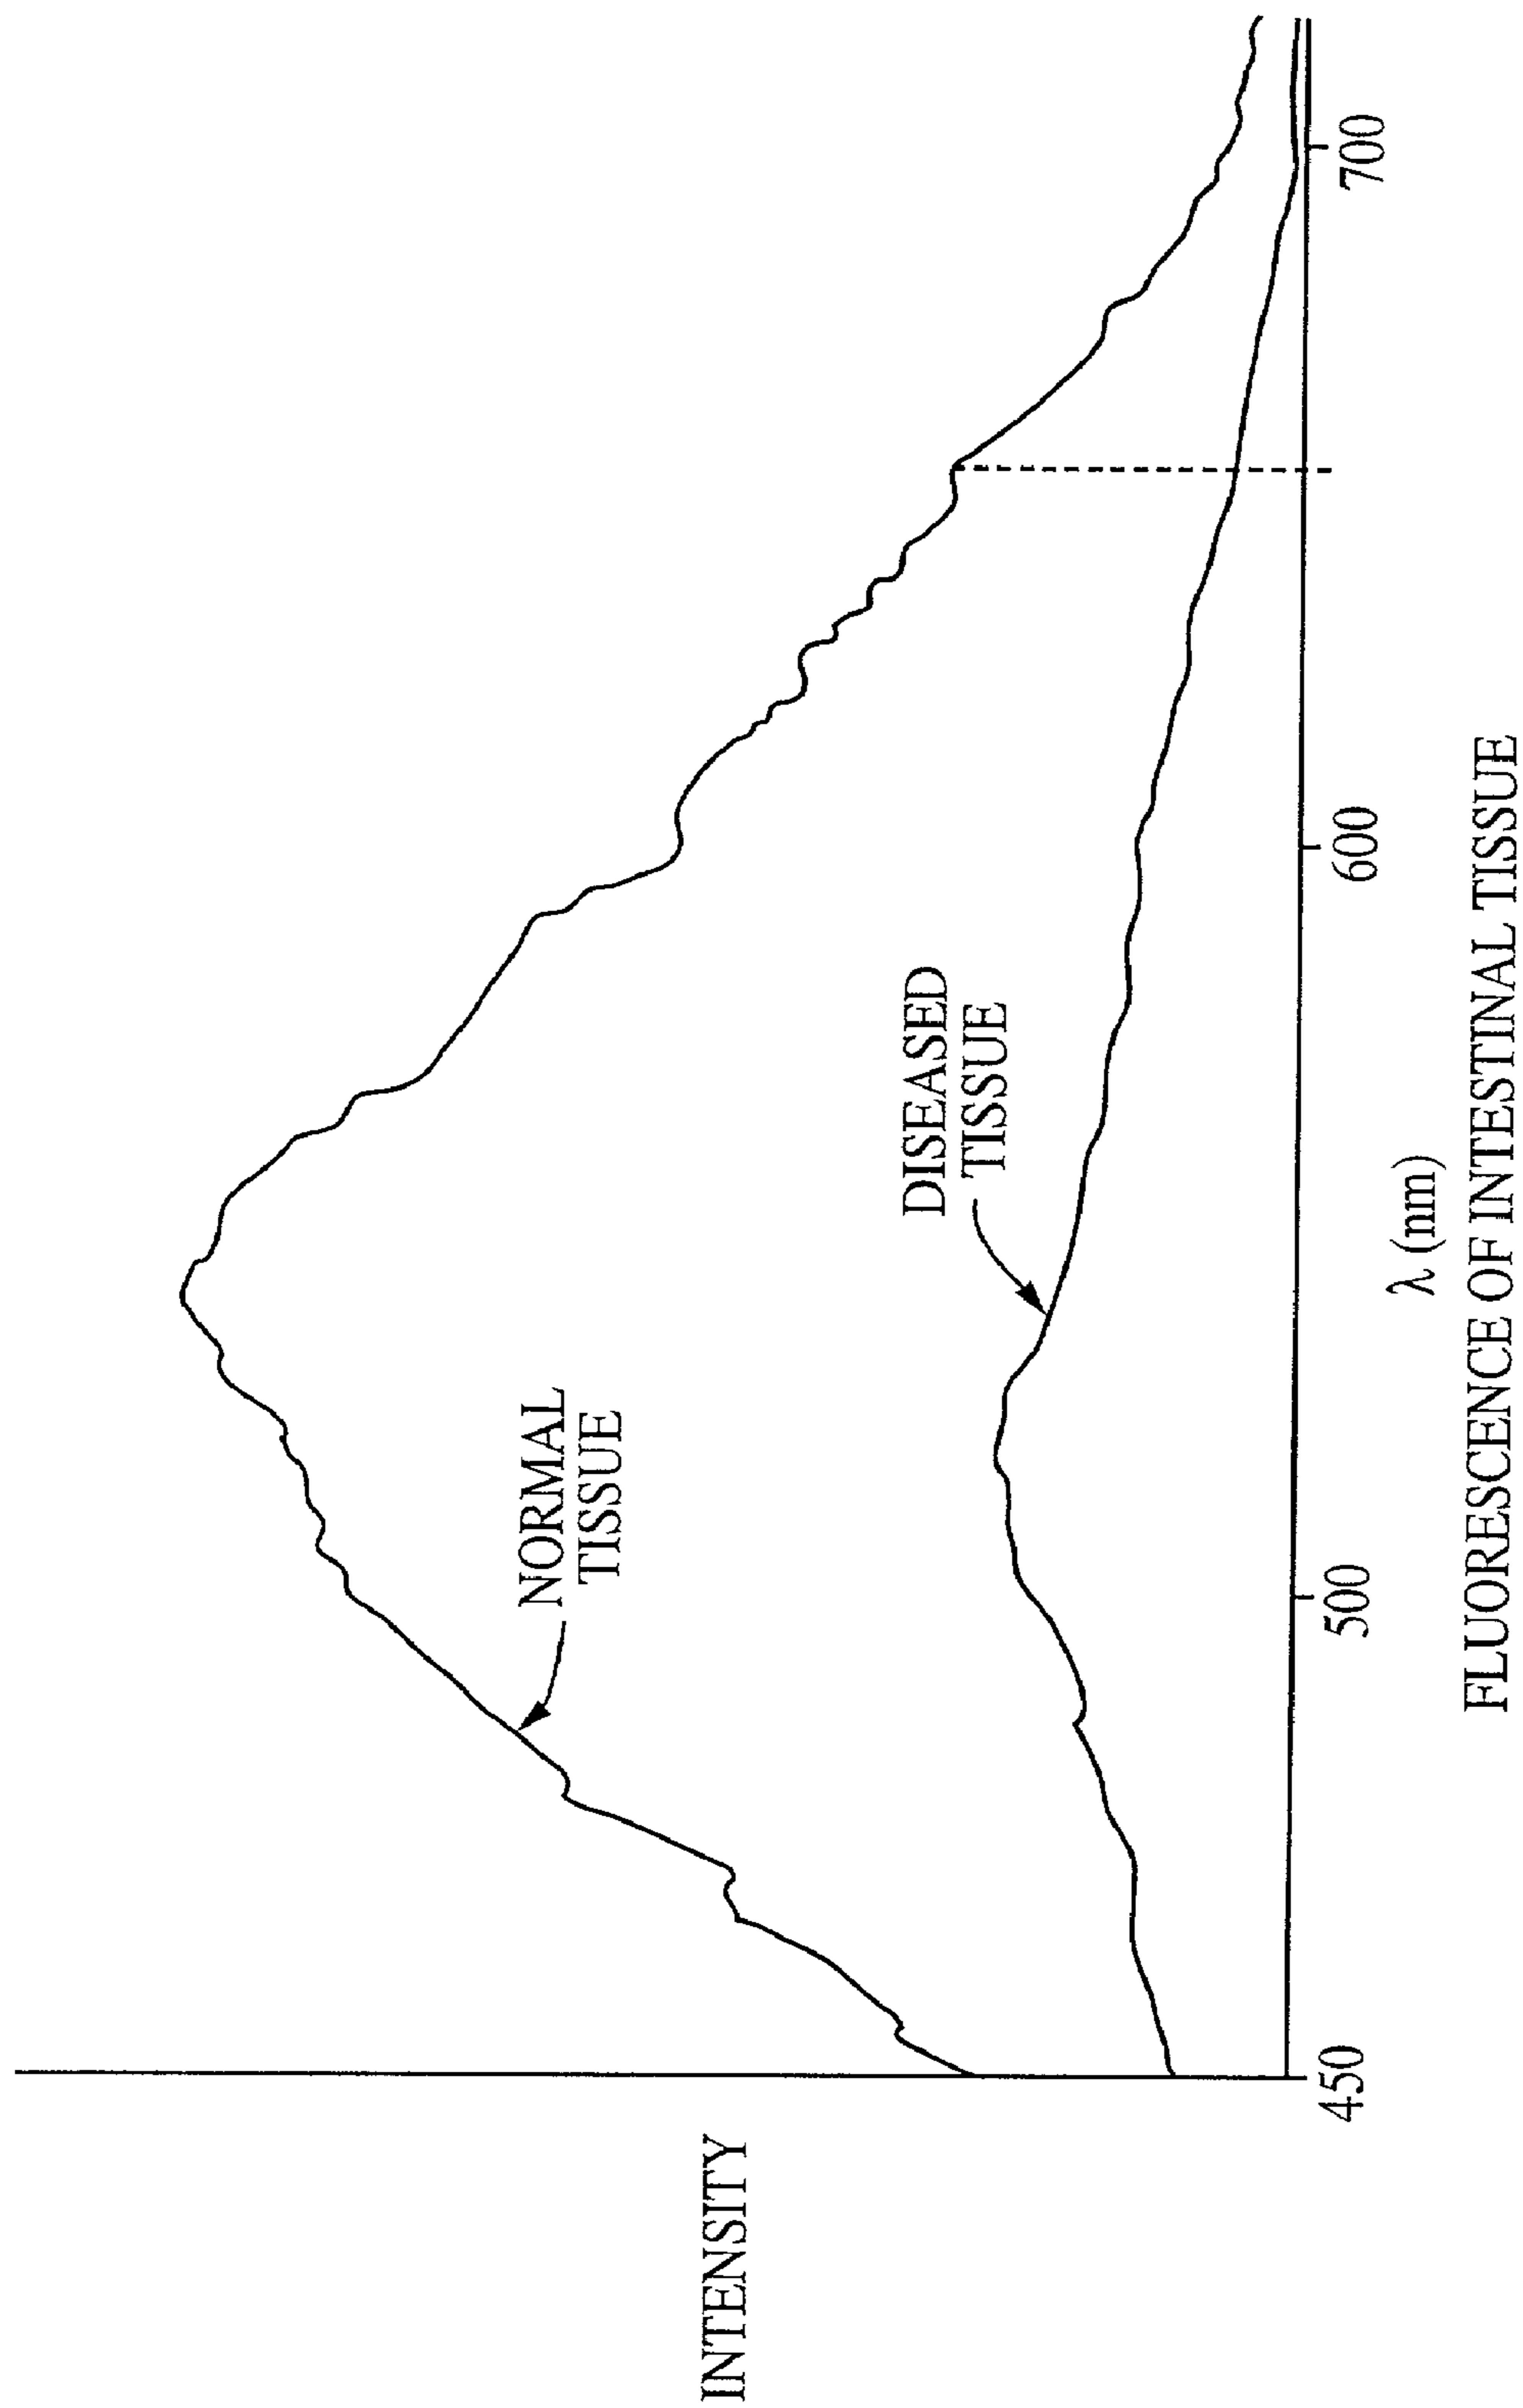 INTENSITY
NORMAL
TISSUE
DISEASED
TISSUE
450
500
600
700
λ (nm)
FLUORESCENCE OF INTESTINAL TISSUE